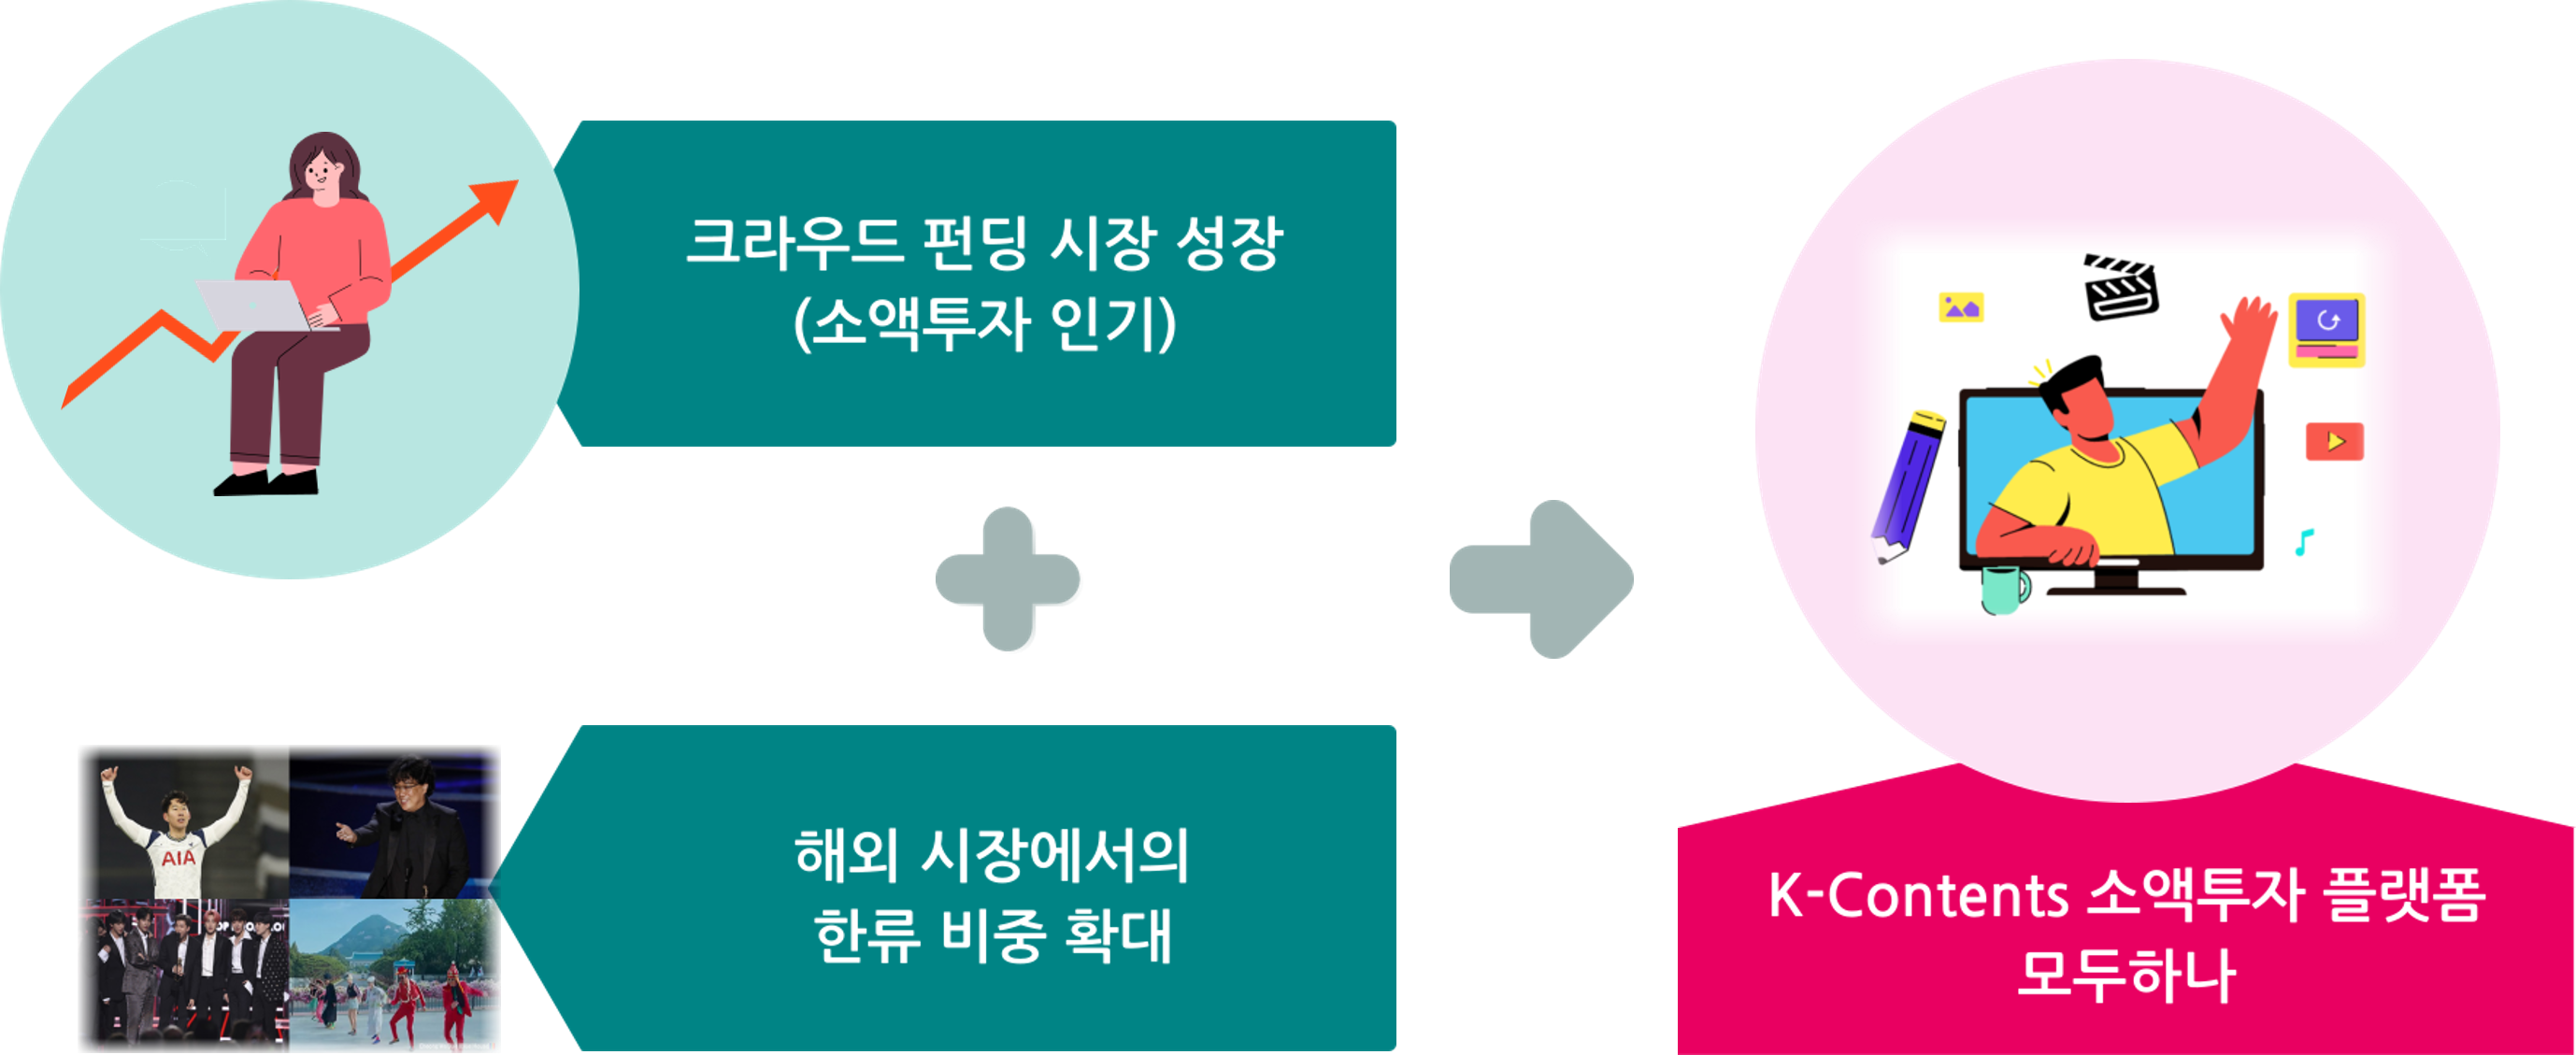 크라우드 펀딩 시장 성장
(소액투자 인기)
해외 시장에서의
한류 비중 확대
AIA
K-Contents 소액투자 플랫폼
모두하나